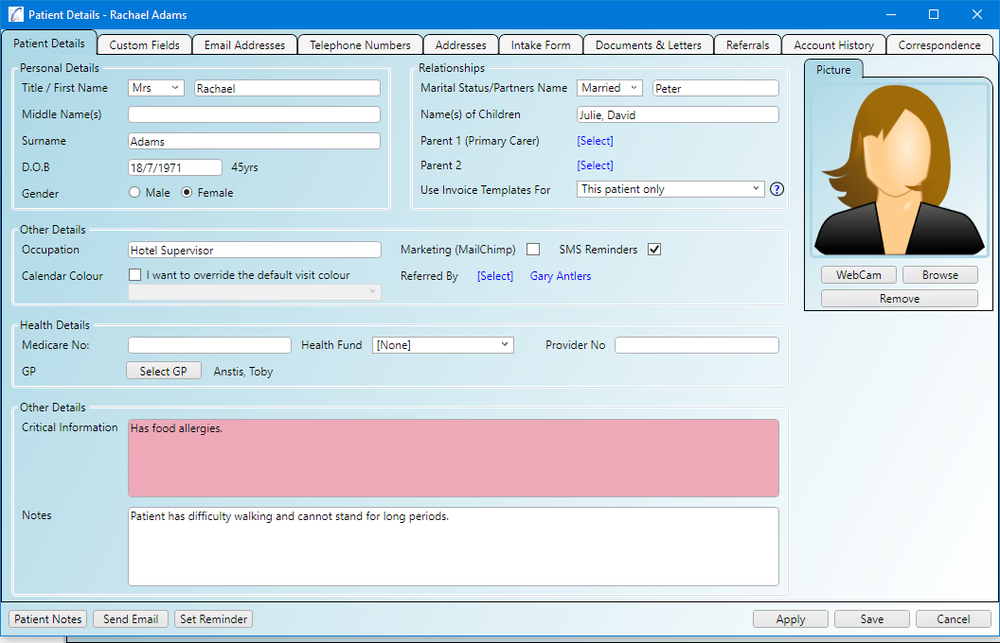 Patient Details - Rachael Adams
Patient Details Custom Fields Email Addresses Telephone Numbers Addresses Intake Form Documents & Letters Referrals Account History Correspondence
Personal Details
Title / First Name Mrs Rachael
Middle Name(s)
Surname Adams
D.O.B 18/7/1971 45yrs
Gender Male Female
Relationships
Marital Status/Partners Name Married Peter
Name(s) of Children Julie, David
Parent 1 (Primary Carer) [Select]
Parent 2 [Select]
Use Invoice Templates For This patient only ?
Picture
WebCam Browse
Remove
Other Details
Occupation Hotel Supervisor Marketing (MailChimp) SMS Reminders
Calendar Colour I want to override the default visit colour Referred By [Select] Gary Antlers
Health Details
Medicare No: Health Fund [None] Provider No
GP Select GP Anstis, Toby
Other Details
Critical Information Has food allergies.
Notes Patient has difficulty walking and cannot stand for long periods.
Patient Notes Send Email Set Reminder Apply Save Cancel